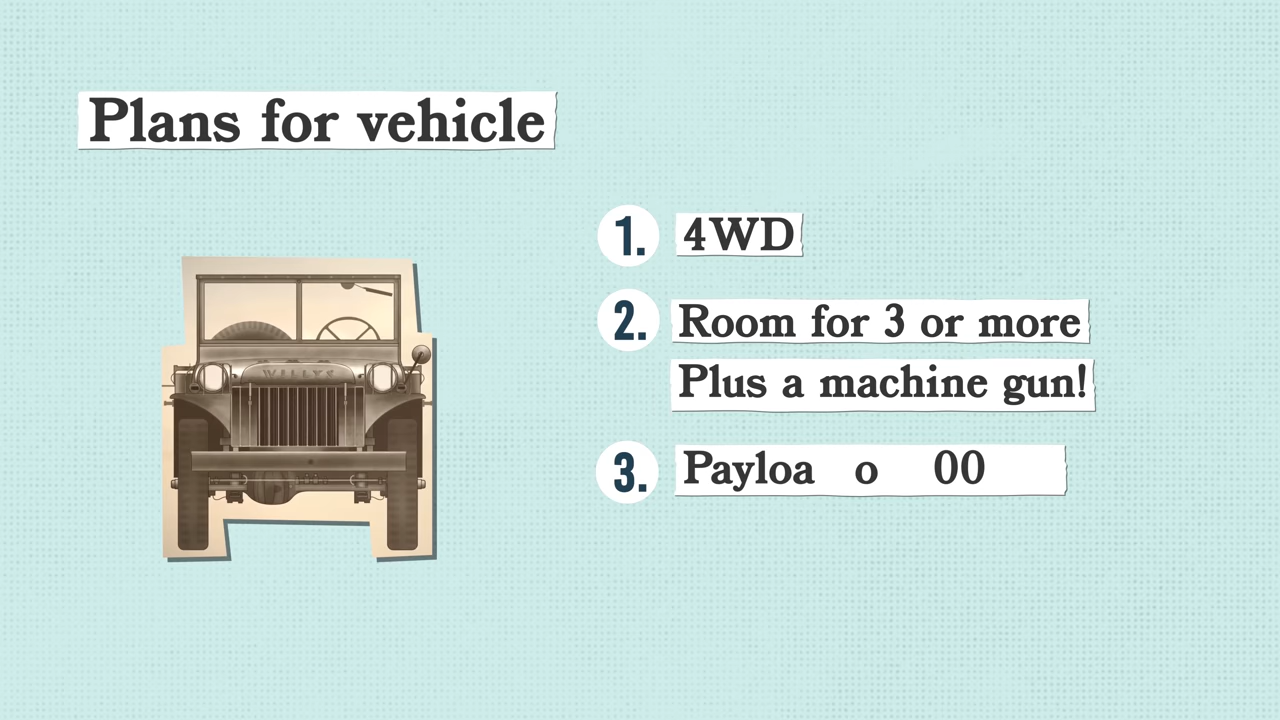 Plans for vehicle
1. 4WD
2. Room for 3 or more
Plus a machine gun!
3. Payloa o 00
WILLYS